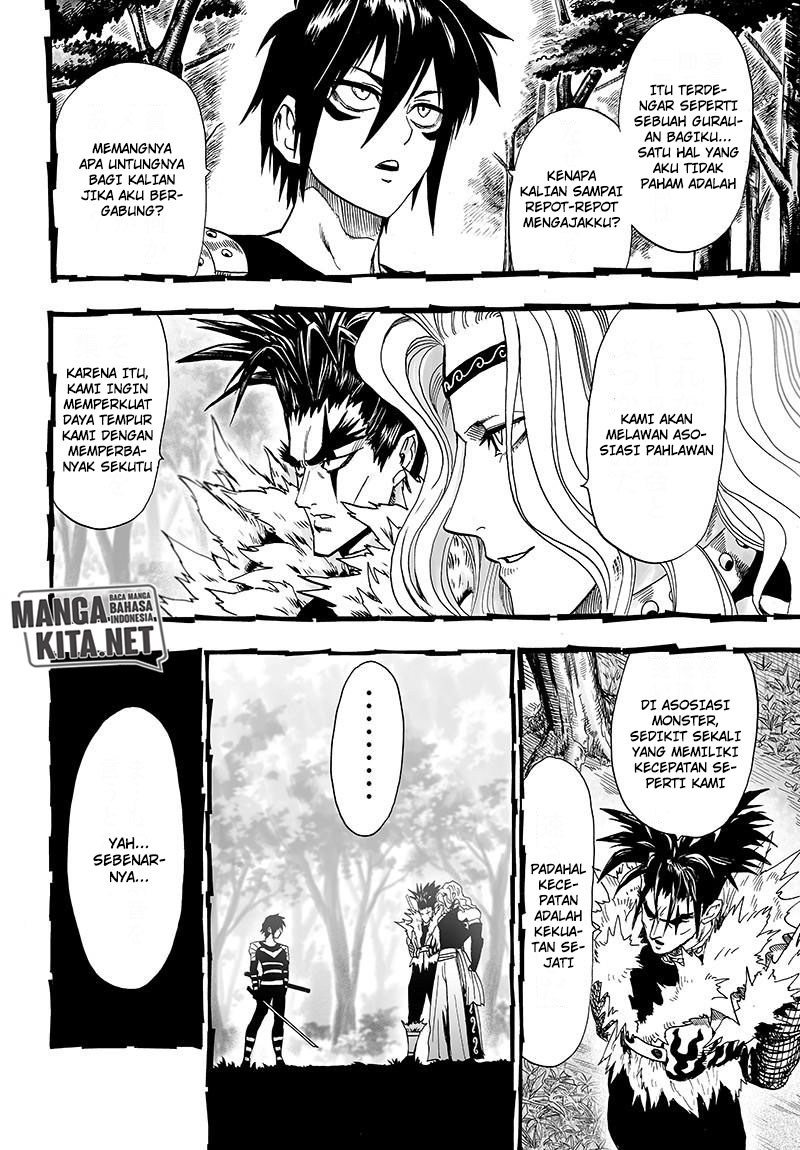 ITU TERDE-
NGAR SEPERTI
SEBUAH GURAU-
AN BAGIKU...
SATU HAL YANG
AKU TIDAK
PAHAM ADALAH
KENAPA
KALIAN SAMPAI
REPOT-REPOT
MENGAJAKKU?
MEMANGNYA
APA UNTUNGNYA
BAGI KALIAN
JIKA AKU BER-
GABUNG?
KAMI AKAN
MELAWAN ASO-
SIASI PAHLAWAN
KARENA ITU,
KAMI INGIN
MEMPERKUAT
DAYA TEMPUR
KAMI DENGAN
MEMPERBA-
NYAK SEKUTU
MANGA
KITA.NET
BACA MANGA
BAHASA
INDONESIA.
DI ASOSIASI
MONSTER,
SEDIKIT SEKALI
YANG MEMILIKI
KECEPATAN SE-
PERTI KAMI
PADAHAL
KECE-
PATAN
ADALAH
KEKUA-
TAN SE-
JATI
.......
YAH...
SEBENAR-
NYA...